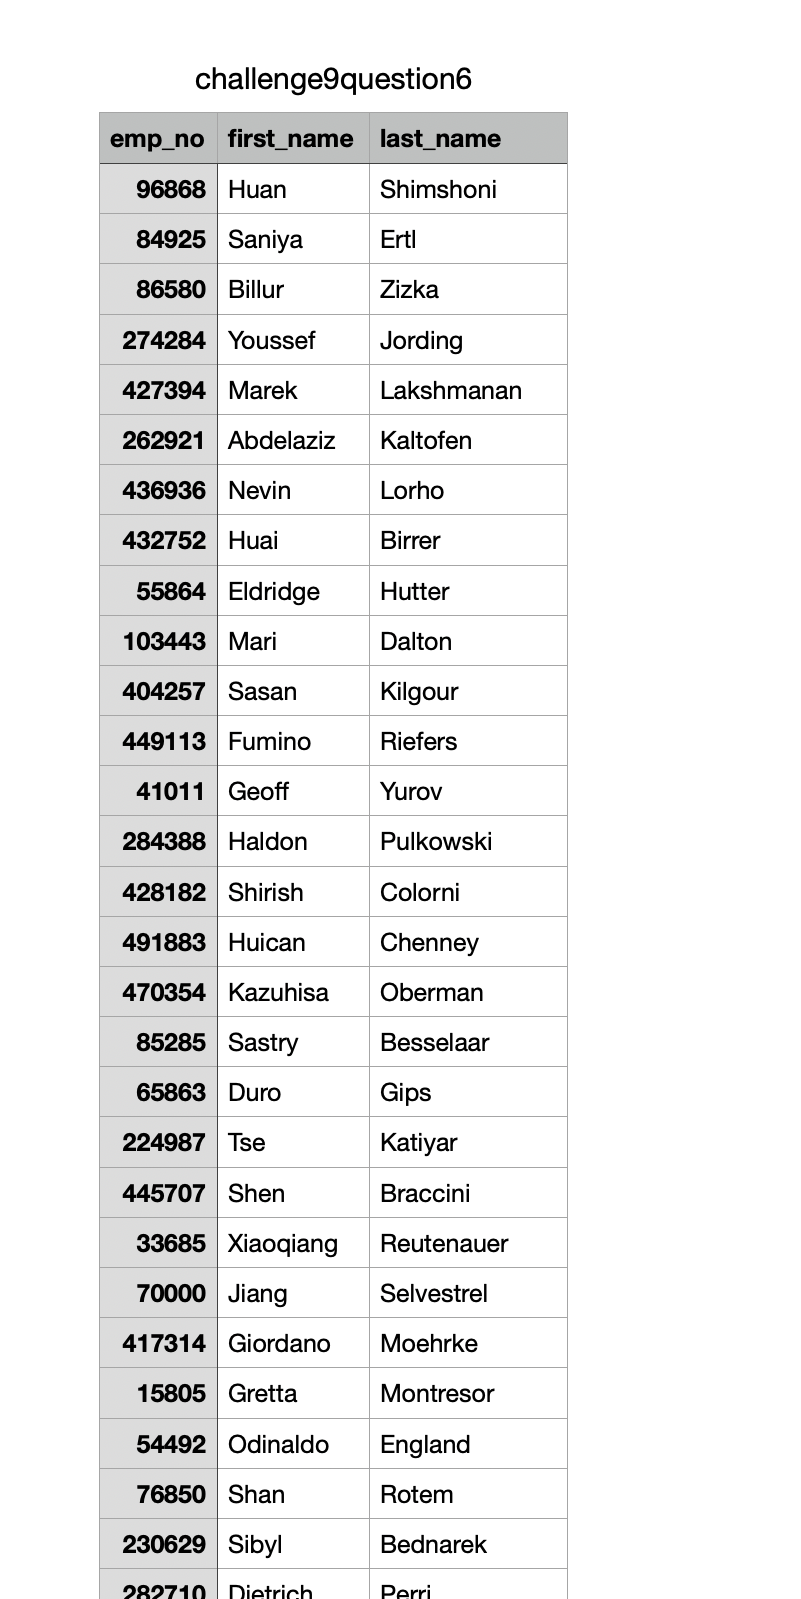 challenge9question6
emp_no first_name last_name
96868 Huan Shimshoni
84925 Saniya Ertl
86580 Billur Zizka
274284 Youssef Jording
427394 Marek Lakshmanan
262921 Abdelaziz Kaltofen
436936 Nevin Lorho
432752 Huai Birrer
55864 Eldridge Hutter
103443 Mari Dalton
404257 Sasan Kilgour
449113 Fumino Riefers
41011 Geoff Yurov
284388 Haldon Pulkowski
428182 Shirish Colorni
491883 Huican Chenney
470354 Kazuhisa Oberman
85285 Sastry Besselaar
65863 Duro Gips
224987 Tse Katiyar
445707 Shen Braccini
33685 Xiaoqiang Reutenauer
70000 Jiang Selvestrel
417314 Giordano Moehrke
15805 Gretta Montresor
54492 Odinaldo England
76850 Shan Rotem
230629 Sibyl Bednarek
282710 Dietrich Perri